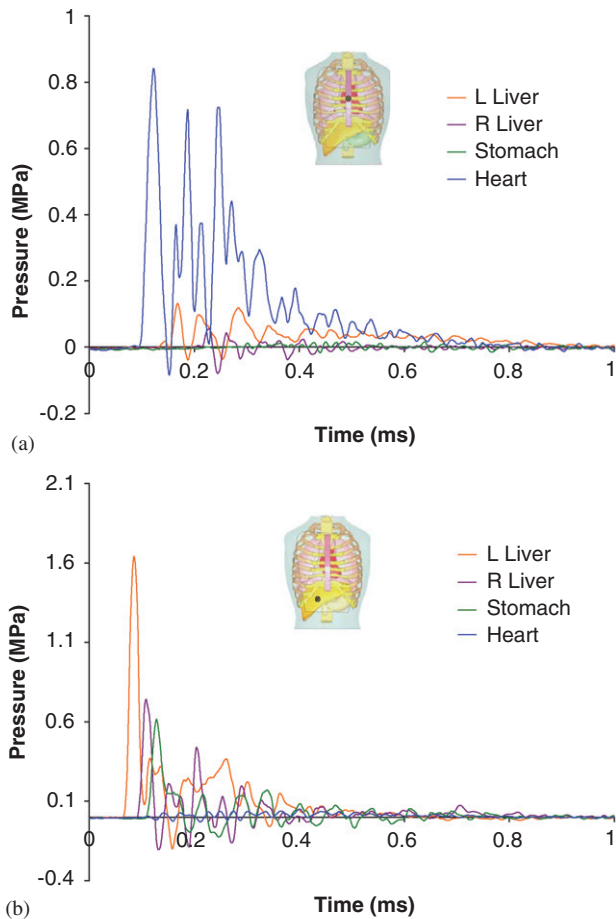 1
0.8
0.6
0.4
0.2
0
-0.2
Pressure (MPa)
L Liver
R Liver
Stomach
Heart
0 0.2 0.4 0.6 0.8 1
Time (ms)
(a)
2.1
1.6
1.1
0.6
0.1
-0.4
Pressure (MPa)
L Liver
R Liver
Stomach
Heart
0 0.2 0.4 0.6 0.8 1
Time (ms)
(b)